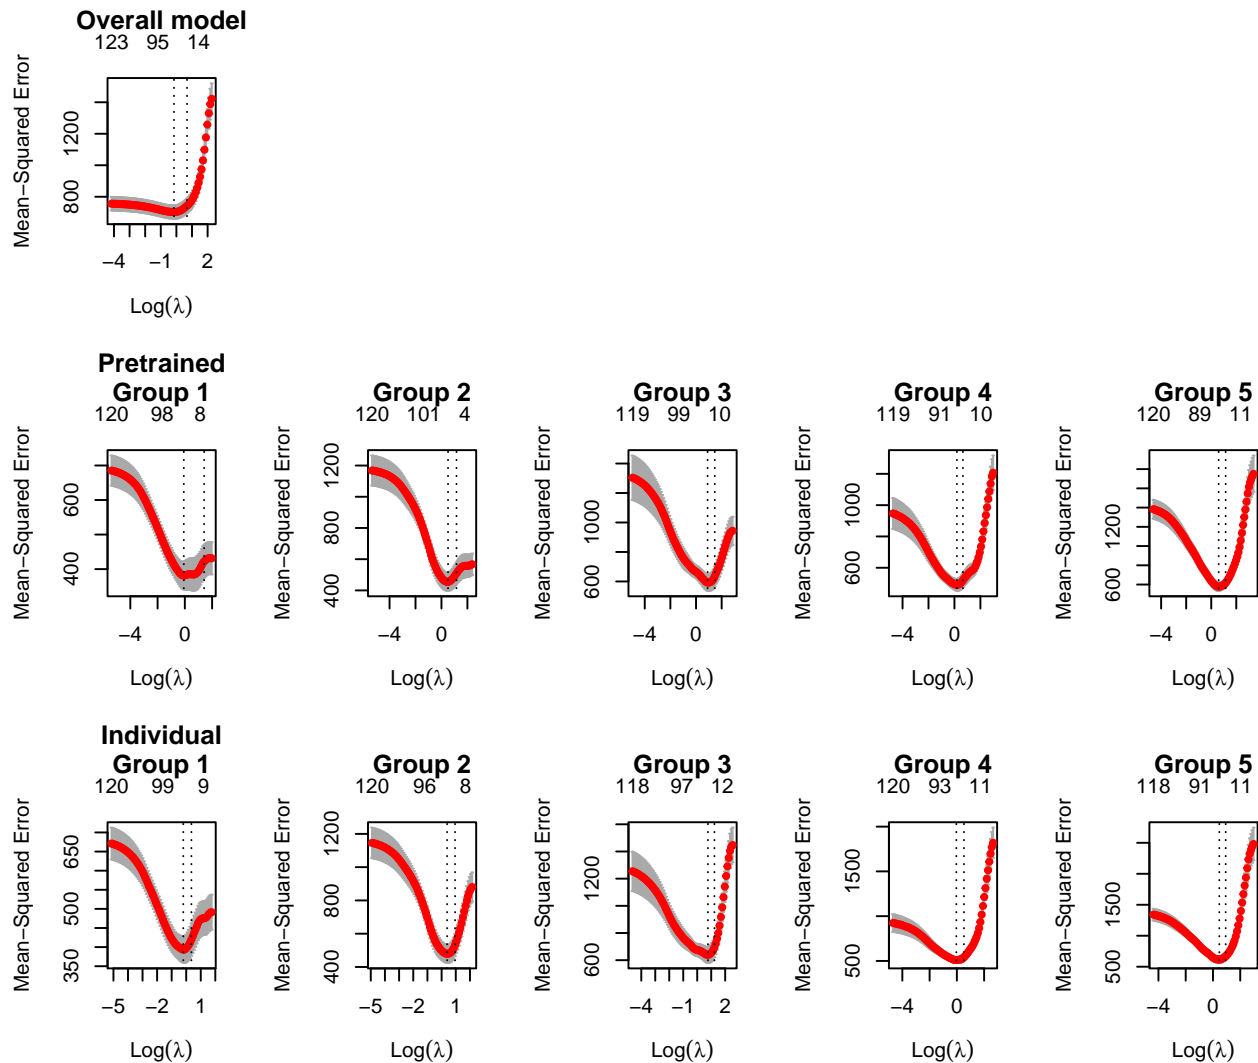 Overall model
123 95 14
Mean−Squared Error
800 1200
−4 −1 2
Log(λ)
Pretrained
Group 1
120 98 8
Mean−Squared Error
400 600
−4 0
Log(λ)
Group 2
120 101 4
Mean−Squared Error
400 800 1200
−4 0
Log(λ)
Group 3
119 99 10
Mean−Squared Error
600 1000
−4 0
Log(λ)
Group 4
119 91 10
Mean−Squared Error
600 1000
−4 0
Log(λ)
Group 5
120 89 11
Mean−Squared Error
600 1200
−4 0
Log(λ)
Individual
Group 1
120 99 9
Mean−Squared Error
350 500 650
−5 −2 1
Log(λ)
Group 2
120 96 8
Mean−Squared Error
400 800 1200
−5 −2 1
Log(λ)
Group 3
118 97 12
Mean−Squared Error
600 1200
−4 −1 2
Log(λ)
Group 4
120 93 11
Mean−Squared Error
500 1500
−4 0
Log(λ)
Group 5
118 91 11
Mean−Squared Error
500 1500
−4 0
Log(λ)